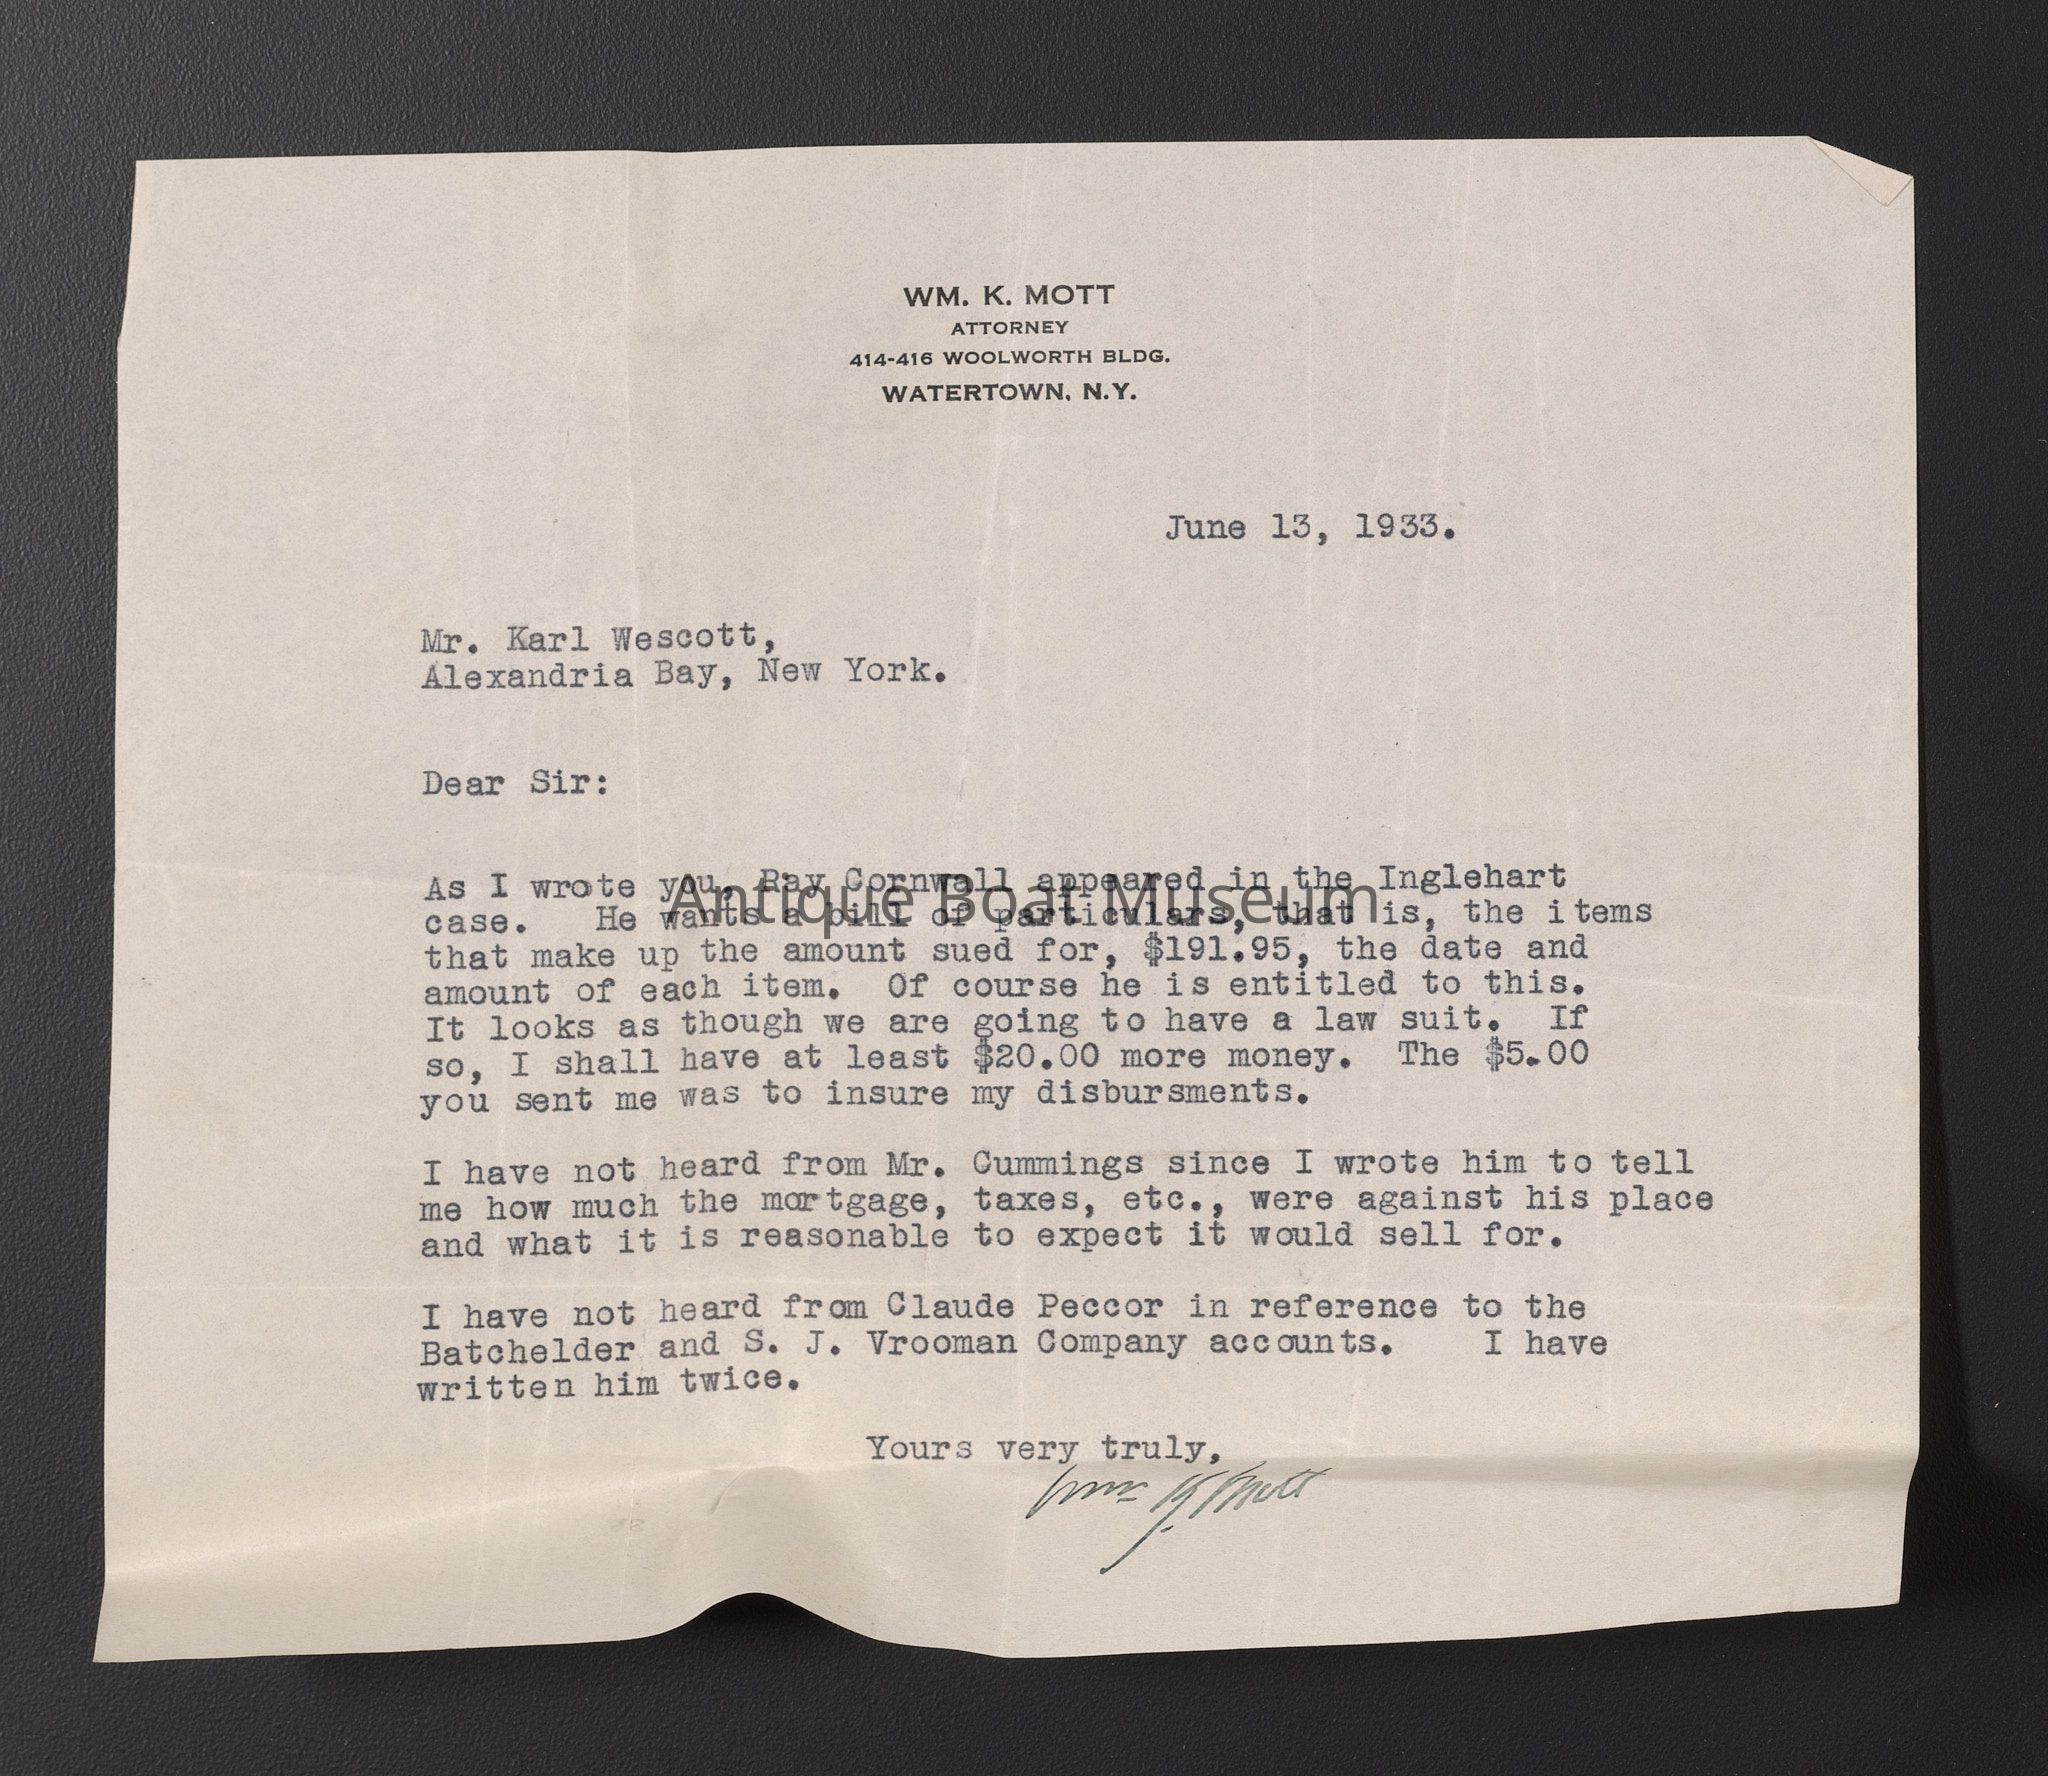 WM. K. MOTT
ATTORNEY
414-416 WOOLWORTH BLDG.
WATERTOWN, N.Y.
June 13, 1933.
Mr. Karl Wescott,
Alexandria Bay, New York.
Dear Sir:
As I wrote you, Ray Cornwall appeared in the Inglehart
case. He wants a bill of particulars, that is, the items
that make up the amount sued for, $191.95, the date and
amount of each item. Of course he is entitled to this.
It looks as though we are going to have a law suit. If
so, I shall have at least $20.00 more money. The $5.00
you sent me was to insure my disbursments.
I have not heard from Mr. Cummings since I wrote him to tell
me how much the mortgage, taxes, etc., were against his place
and what it is reasonable to expect it would sell for.
I have not heard from Claude Peccor in reference to the
Batchelder and S. J. Vrooman Company accounts. I have
written him twice.
Yours very truly,
Wm K. Mott
Antique Boat Museum